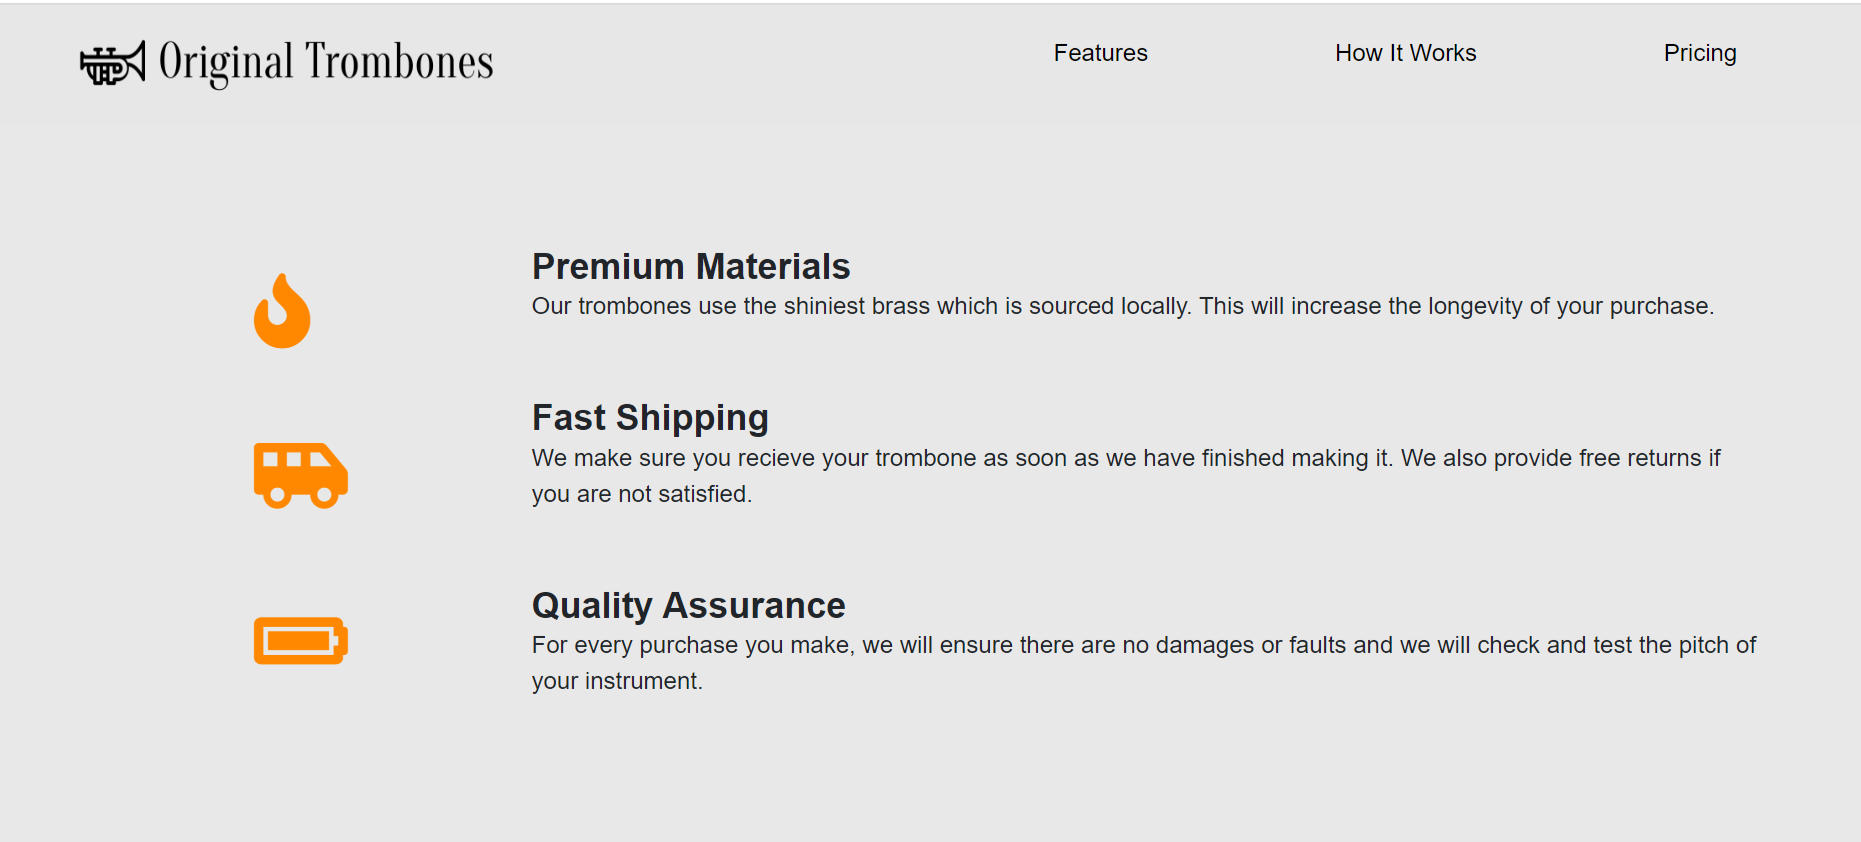 Original Trombones
Features
How It Works
Pricing
Premium Materials
Our trombones use the shiniest brass which is sourced locally. This will increase the longevity of your purchase.
Fast Shipping
We make sure you recieve your trombone as soon as we have finished making it. We also provide free returns if
you are not satisfied.
Quality Assurance
For every purchase you make, we will ensure there are no damages or faults and we will check and test the pitch of
your instrument.